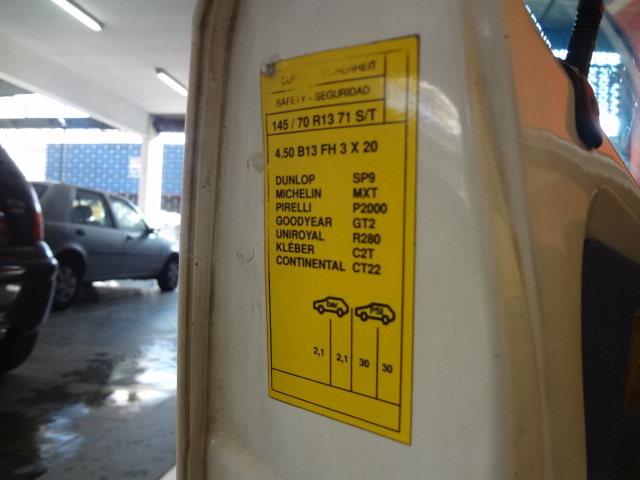 SAFETY - SEGURIDAD
145 / 70 R13 71 S/T
4.50 B13 FH 3 X 20
DUNLOP SP9
MICHELIN MXT
PIRELLI P2000
GOODYEAR GT2
UNIROYAL R280
KLÉBER C2T
CONTINENTAL CT22
bar PSI
2,1 2,1 30 30